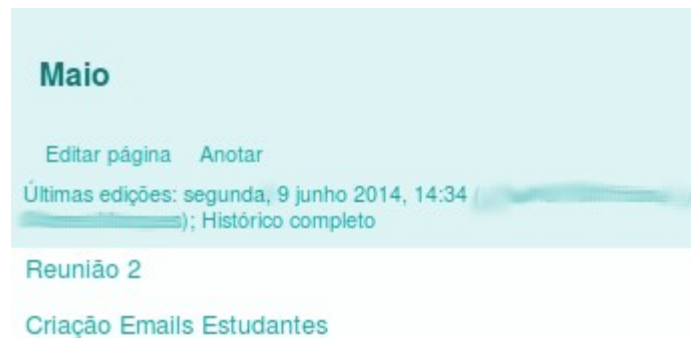 Maio
Editar página Anotar
Últimas edições: segunda, 9 junho 2014, 14:34 (
); Histórico completo
Reunião 2
Criação Emails Estudantes